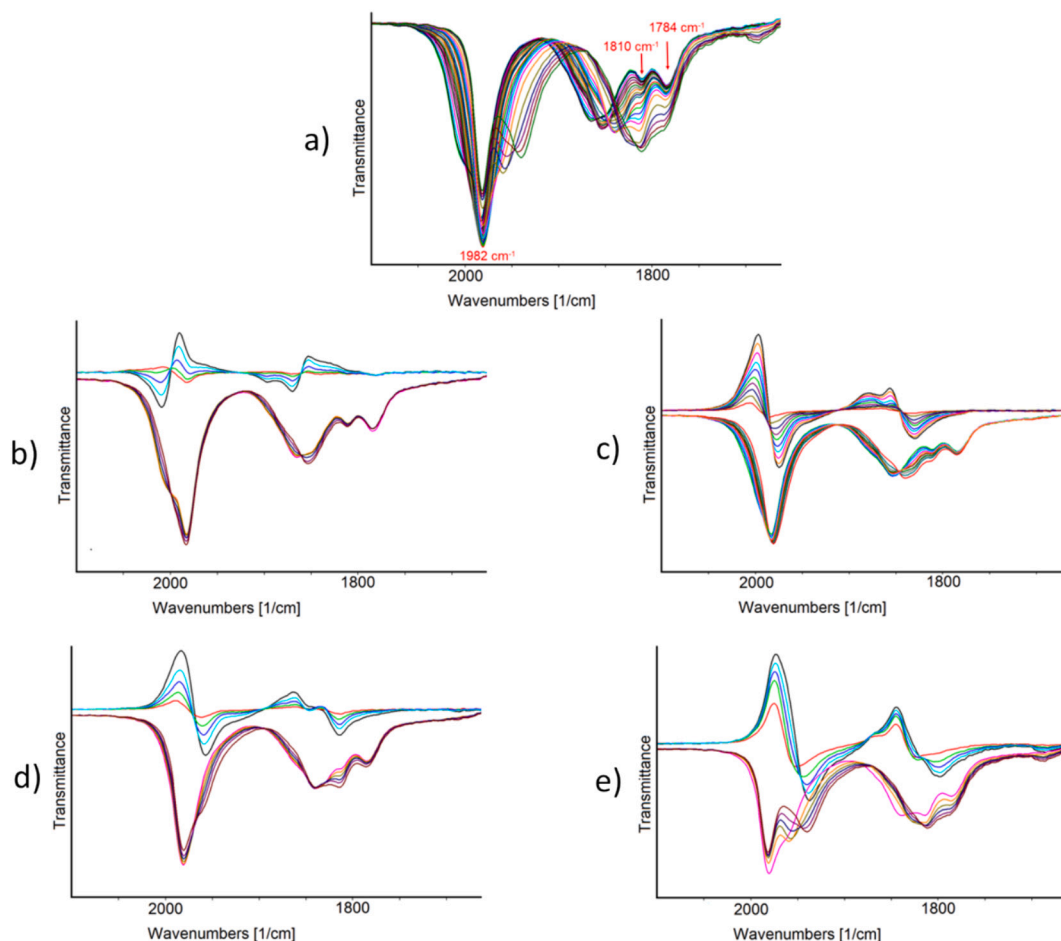 1784 cm⁻¹
1810 cm⁻¹
a)
Transmittance
1982 cm⁻¹
2000 1800
Wavenumbers [1/cm]
b)
Transmittance
2000 1800
Wavenumbers [1/cm]
c)
Transmittance
2000 1800
Wavenumbers [1/cm]
d)
Transmittance
2000 1800
Wavenumbers [1/cm]
e)
Transmittance
2000 1800
Wavenumbers [1/cm]